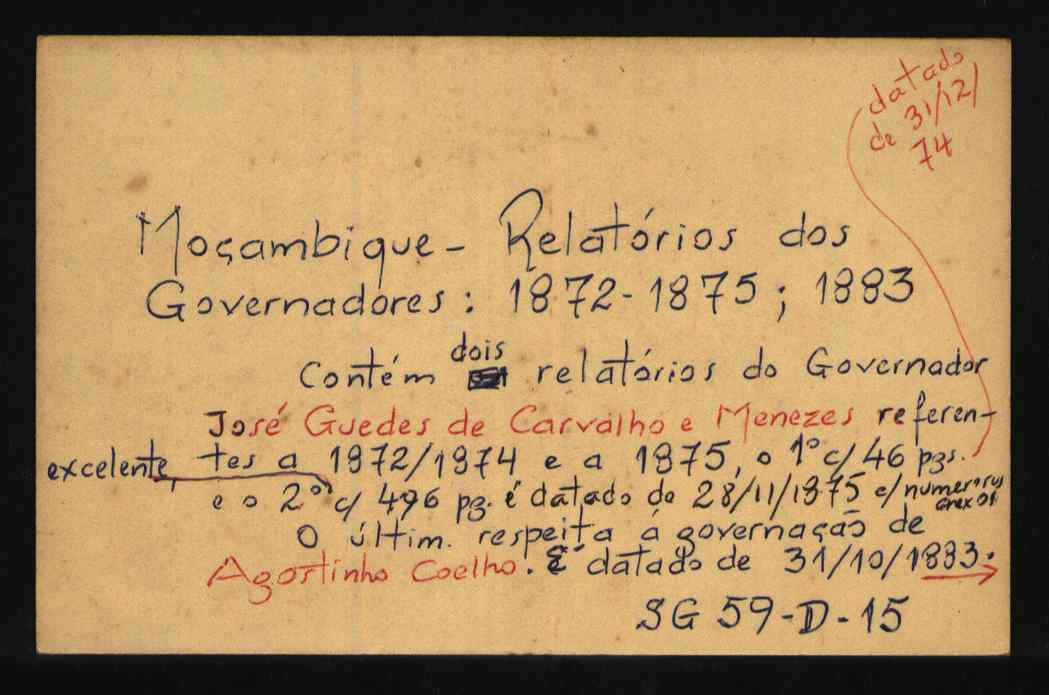 datado
de 31/12/
74
Moçambique - Relatórios dos
Governadores : 1872-1875 ; 1883
Contém dois relatórios do Governador
José Guedes de Carvalho e Menezes referen-
excelente, tes a 1872/1874 e a 1875, o 1º c/ 46 pgs.
e o 2º c/ 496 pg. é datado de 28/11/1875 c/ numerosos
anexos
O últim. respeita à governação de
Agostinho Coelho. É datado de 31/10/1883.
SG 59-D-15